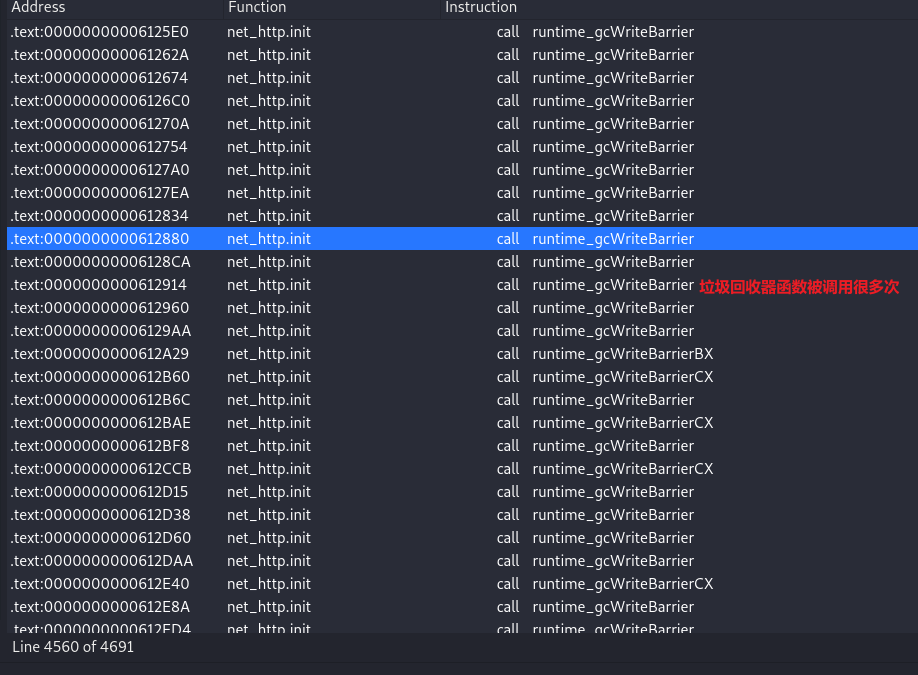 Address Function Instruction
.text:00000000006125E0 net_http.init call runtime_gcWriteBarrier
.text:000000000061262A net_http.init call runtime_gcWriteBarrier
.text:0000000000612674 net_http.init call runtime_gcWriteBarrier
.text:00000000006126C0 net_http.init call runtime_gcWriteBarrier
.text:000000000061270A net_http.init call runtime_gcWriteBarrier
.text:0000000000612754 net_http.init call runtime_gcWriteBarrier
.text:00000000006127A0 net_http.init call runtime_gcWriteBarrier
.text:00000000006127EA net_http.init call runtime_gcWriteBarrier
.text:0000000000612834 net_http.init call runtime_gcWriteBarrier
.text:0000000000612880 net_http.init call runtime_gcWriteBarrier
.text:00000000006128CA net_http.init call runtime_gcWriteBarrier
.text:0000000000612914 net_http.init call runtime_gcWriteBarrier 垃圾回收器函数被调用很多次
.text:0000000000612960 net_http.init call runtime_gcWriteBarrier
.text:00000000006129AA net_http.init call runtime_gcWriteBarrier
.text:0000000000612A29 net_http.init call runtime_gcWriteBarrierBX
.text:0000000000612B60 net_http.init call runtime_gcWriteBarrierCX
.text:0000000000612B6C net_http.init call runtime_gcWriteBarrier
.text:0000000000612BAE net_http.init call runtime_gcWriteBarrierCX
.text:0000000000612BF8 net_http.init call runtime_gcWriteBarrier
.text:0000000000612CCB net_http.init call runtime_gcWriteBarrierCX
.text:0000000000612D15 net_http.init call runtime_gcWriteBarrier
.text:0000000000612D38 net_http.init call runtime_gcWriteBarrier
.text:0000000000612D60 net_http.init call runtime_gcWriteBarrier
.text:0000000000612DAA net_http.init call runtime_gcWriteBarrier
.text:0000000000612E40 net_http.init call runtime_gcWriteBarrierCX
.text:0000000000612E8A net_http.init call runtime_gcWriteBarrier
.text:0000000000612ED4 net_http.init call runtime_gcWriteBarrier
Line 4560 of 4691